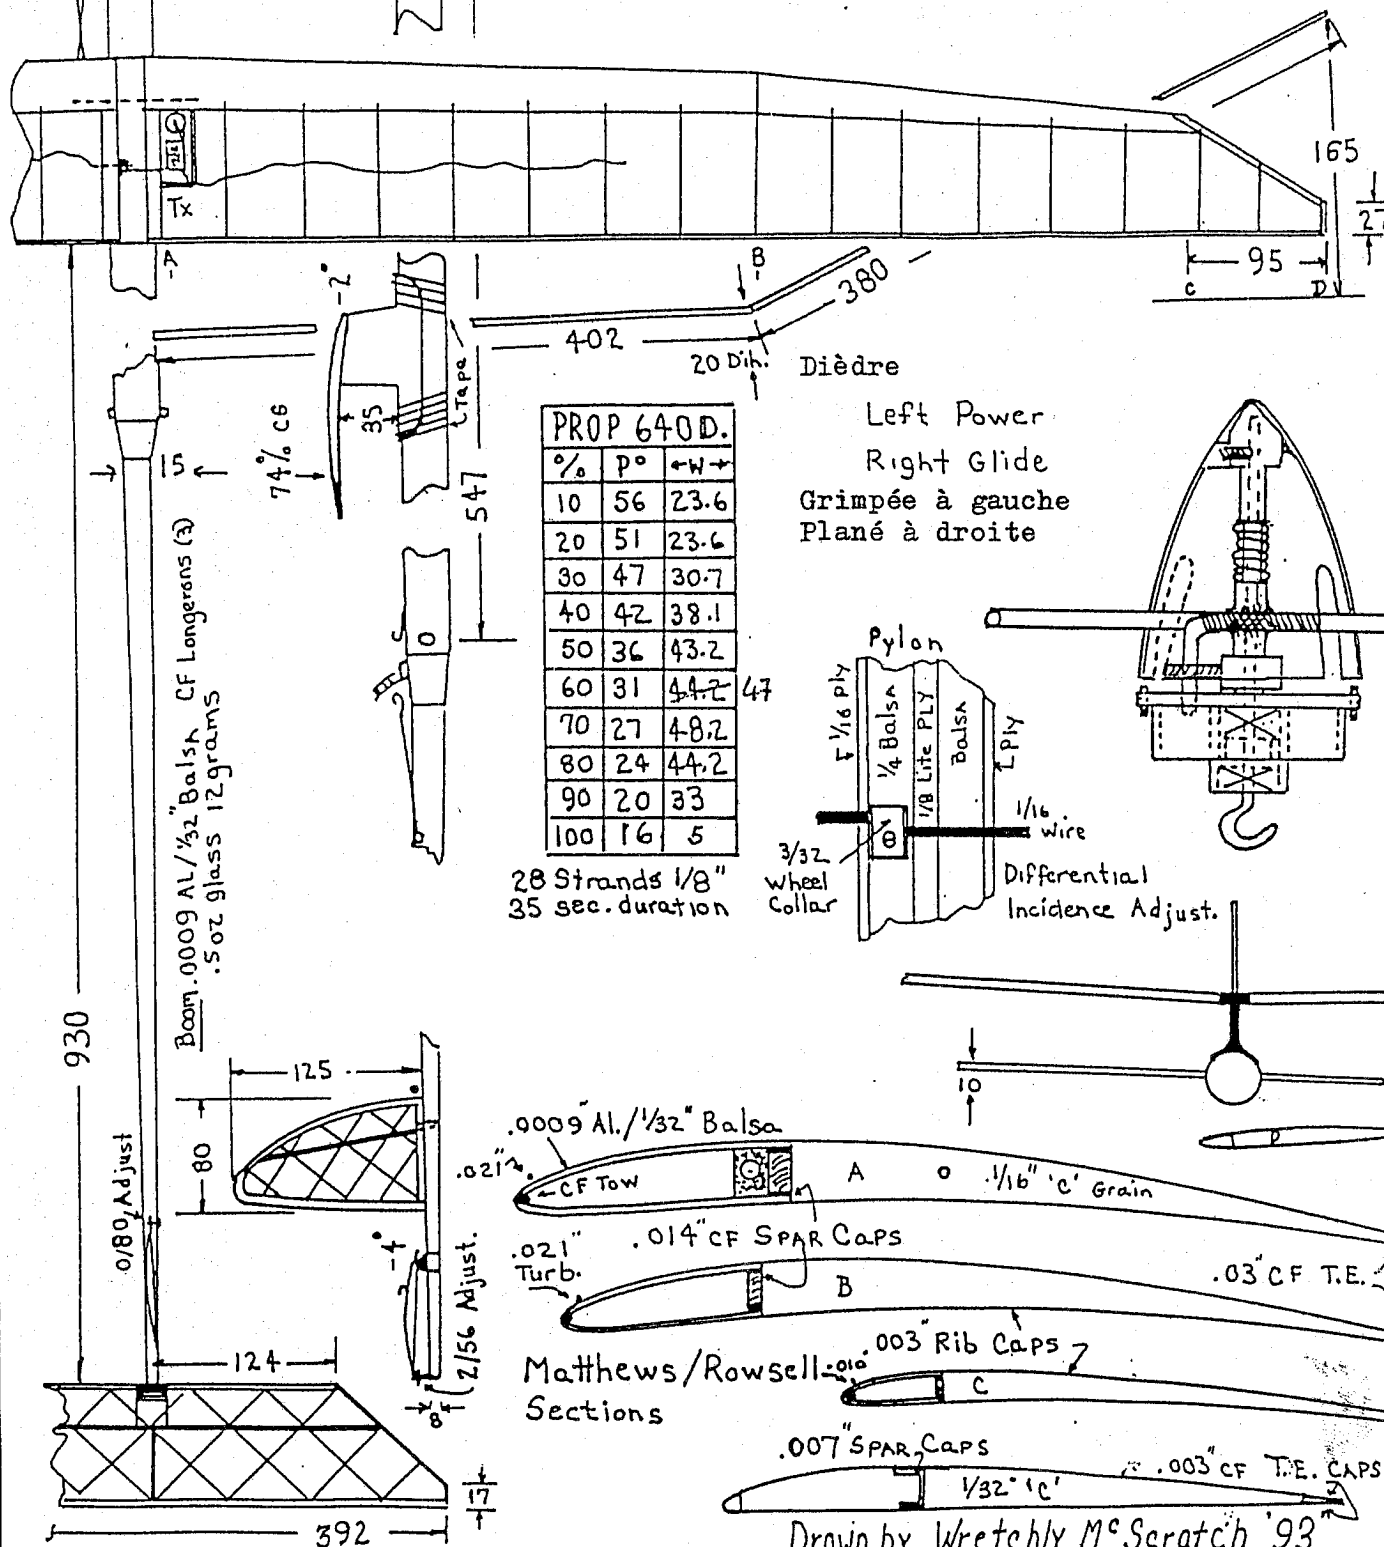 165
27
Tx
A
B
95
C
D
-2°
380
402
20 Dih.
Dièdre
Tape
35
74% CG
547
15
Left Power
Right Glide
Grimpée à gauche
Plané à droite
PROP 640D.
% P° ←W→
10 56 23.6
20 51 23.6
30 47 30.7
40 42 38.1
50 36 43.2
60 31 44.2 47
70 27 48.2
80 24 44.2
90 20 33
100 16 5
28 Strands 1/8"
35 sec. duration
Boom .0009 AL/1/32" Balsa CF Longerons (3)
.5oz glass 12grams
Pylon
1/16 Ply
1/4 Balsa
1/8 Lite PLY
Balsa
Ply
1/16 Wire
3/32 Wheel Collar
Differential
Incidence Adjust.
930
125
80
0/80 Adjust
-4°
2/56 Adjust.
8
124
17
392
10
P
.0009" Al./1/32" Balsa
.021"
CF Tow
A
.1/16" 'C' Grain
.014" CF SPAR CAPS
.021"
Turb.
B
.03" CF T.E.
.003" Rib Caps
Matthews/Rowsell
Sections
.010
C
.007" SPAR CAPS
1/32" 'C'
.003" CF T.E. CAPS
Drawn by Wretchly McScratch '93